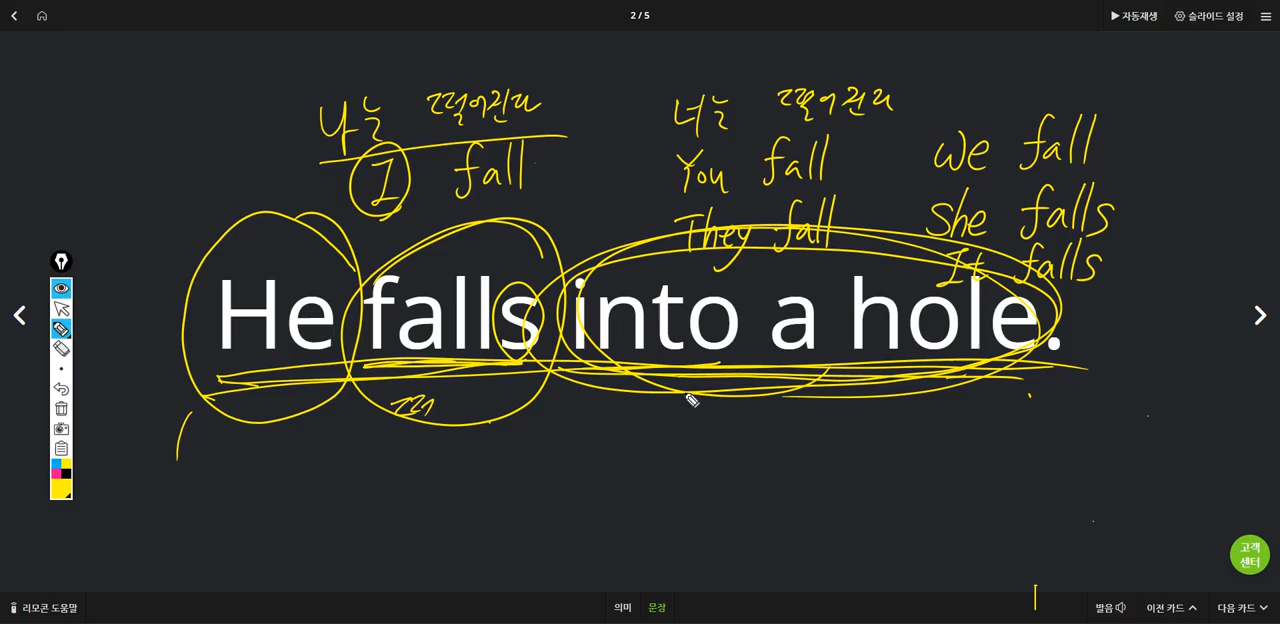 2 / 5
자동재생
슬라이드 설정
나는 떨어진다
I fall
너는 떨어진다
You fall
They fall
We fall
She falls
It falls
He falls into a hole.
고객
센터
리모콘 도움말
의미
문장
발음
이전 카드
다음 카드